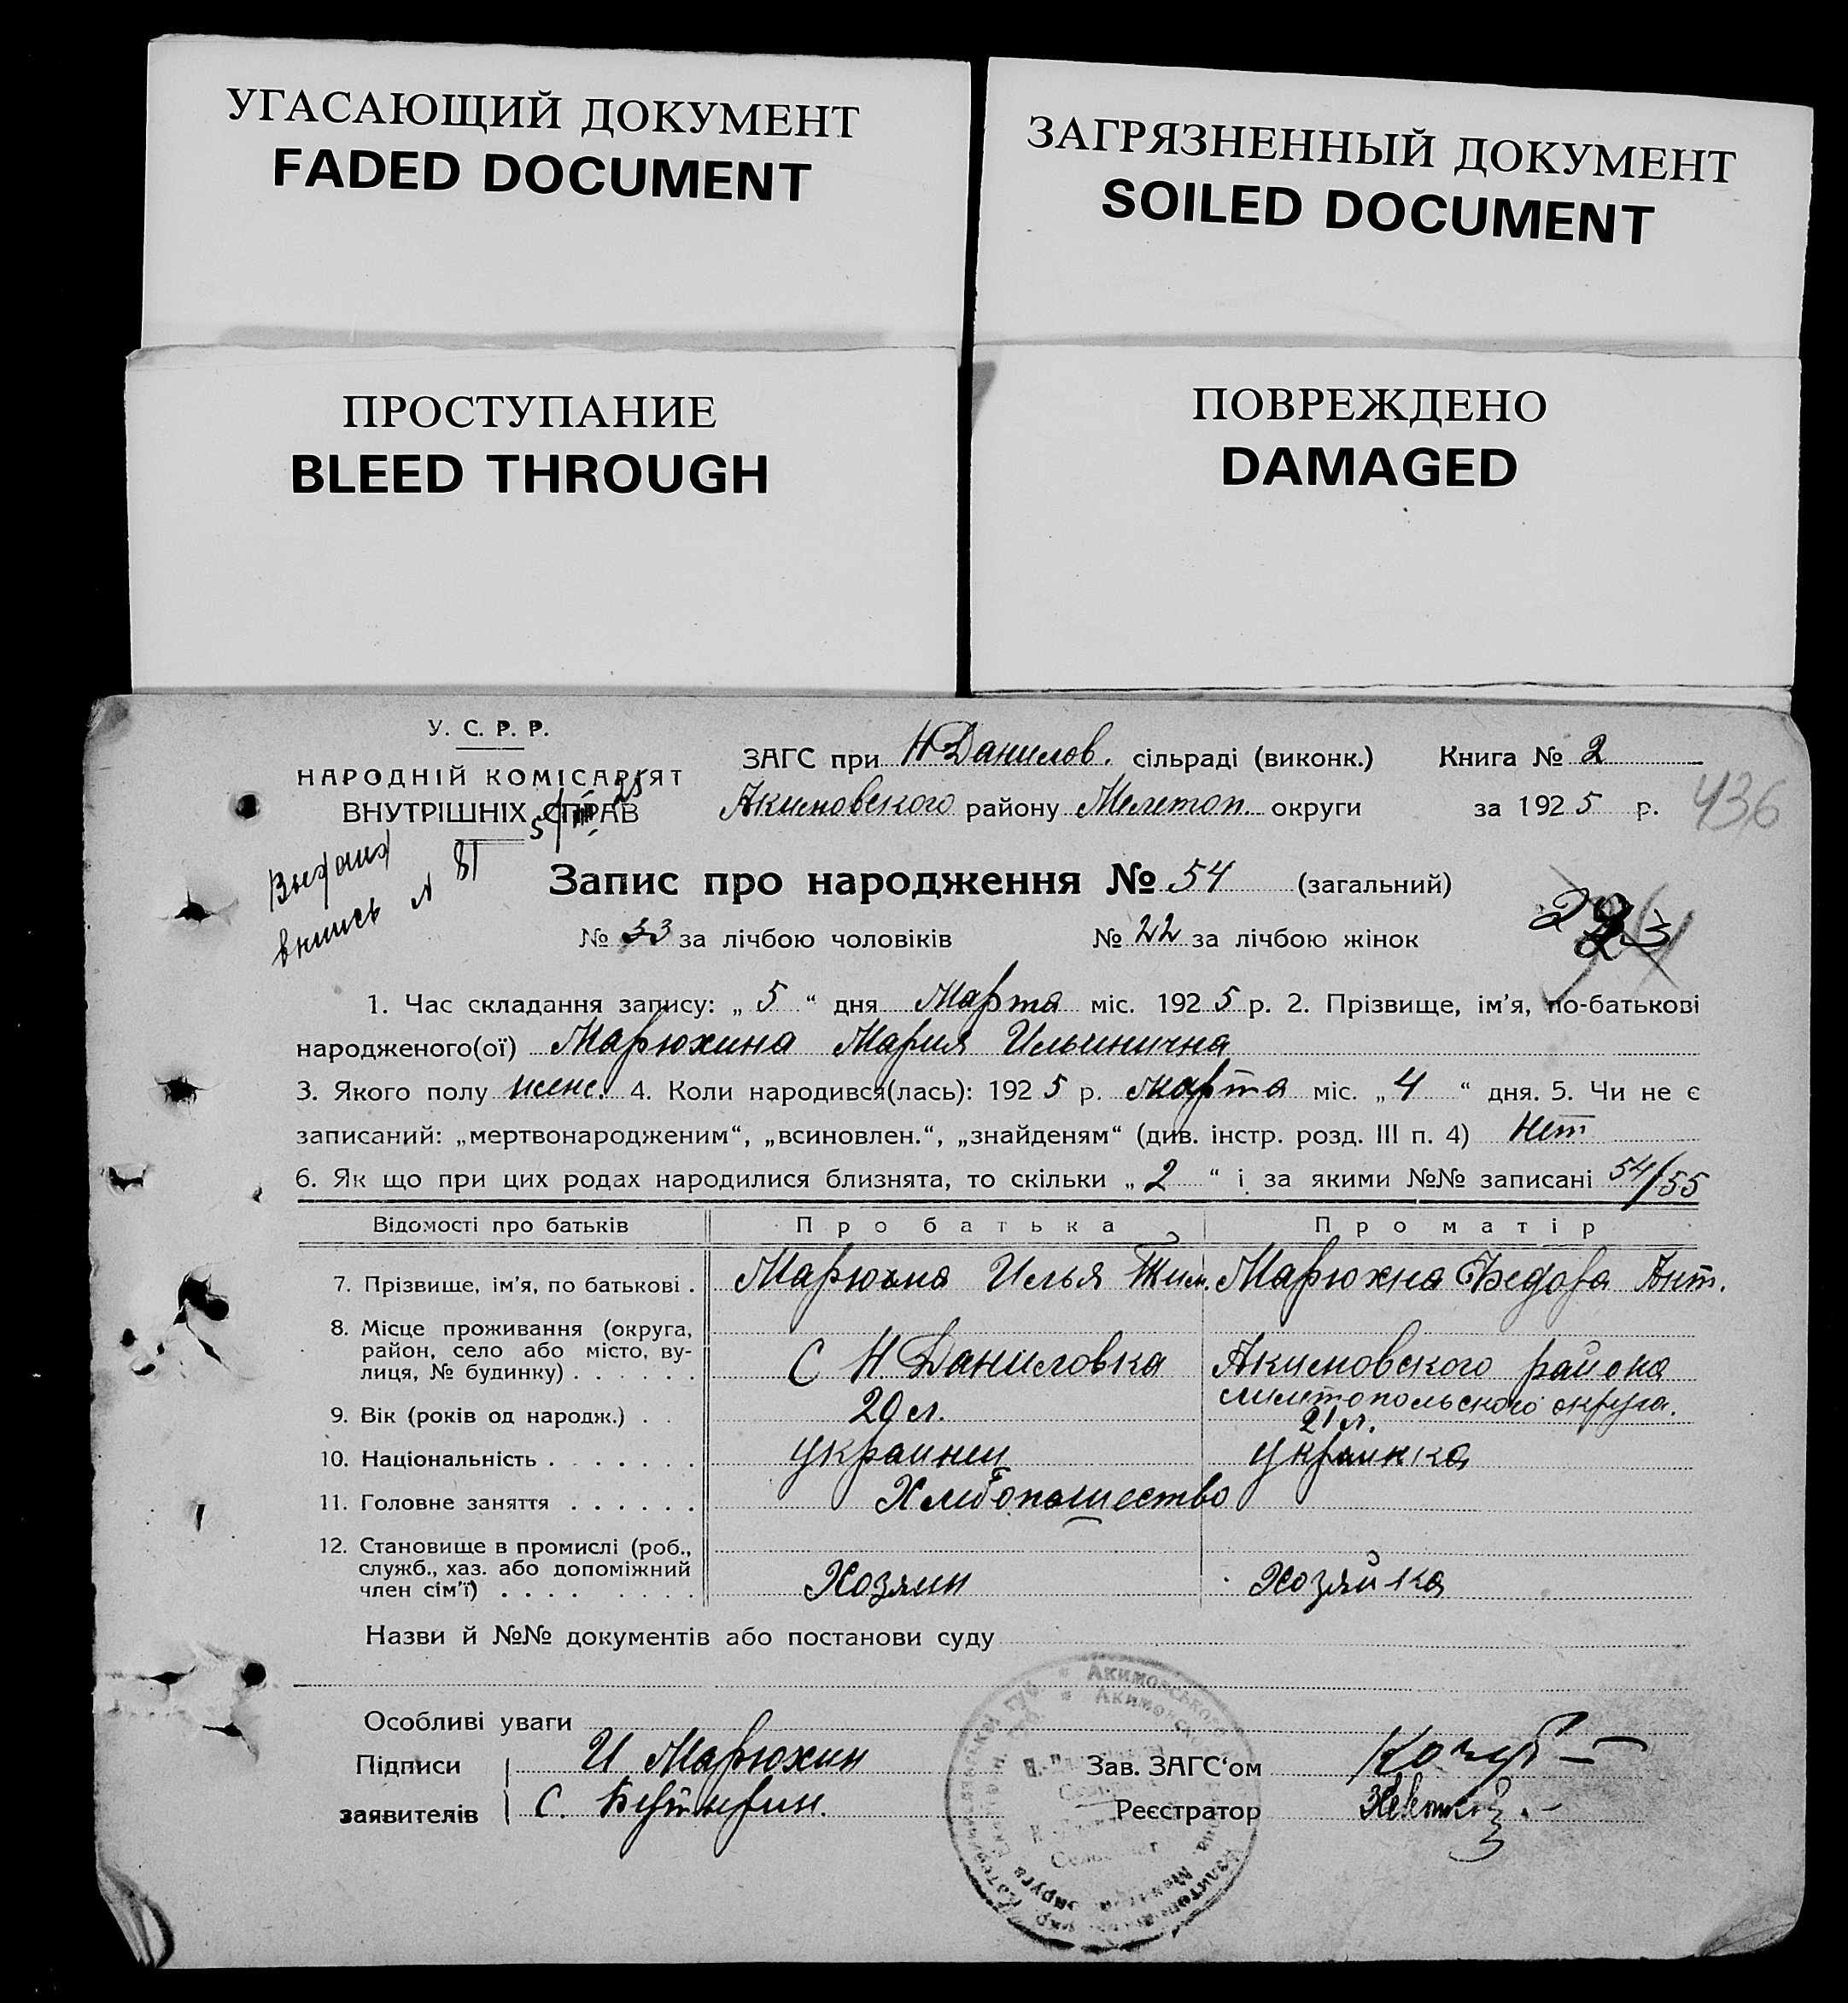 УГАСАЮЩИЙ ДОКУМЕНТ
FADED DOCUMENT
ЗАГРЯЗНЕННЫЙ ДОКУМЕНТ
SOILED DOCUMENT
ПРОСТУПАНИЕ
BLEED THROUGH
ПОВРЕЖДЕНО
DAMAGED
У. С. Р. Р.
НАРОДНІЙ КОМІСАРІЯТ
ВНУТРІШНІХ СПРАВ
ЗАГС при Н Данилов. сільраді (виконк.) Книга № 2
Акимовского району Мелетоп. округи за 1925 р.
436
№ 81
Запис про народження № 54 (загальний)
№ 33 за лічбою чоловіків № 22 за лічбою жінок
1. Час складання запису: „ 5 “ дня Марта міс. 1925 р. 2. Прізвище, ім’я, по-батькові
народженого(ої) Марюхина Мария Ильинична
3. Якого полу женс. 4. Коли народився(лась): 1925 р. марта міс. „ 4 “ дня. 5. Чи не є
записаний: „мертвонародженим“, „всиновлен.“, „знайденям“ (див. інстр. розд. III п. 4) Нет
6. Як що при цих родах народилися близнята, то скільки „ 2 “ і за якими №№ записані 54/55
Відомості про батьків Про батька Про матір
7. Прізвище, ім’я, по батькові . Илья Тим. Марюхна Федора Ант.
8. Місце проживання (округа,
район, село або місто, ву-
лиця, № будинку) . . . . . . С Н Даниловка Акимовского района
мелетопольского округа.
9. Вік (років од народж.) . . 29 л. 21 л.
10. Національність . . . . . . . украинец украинка
11. Головне заняття . . . . . . Хлебопашество
12. Становище в промислі (роб.,
служб., хаз. або допоміжний
член сім’ї) . . . . . . . . Хозяин хозяйка
Назви й №№ документів або постанови суду
Особливі уваги
Підписи И Марюхин Зав. ЗАГС‘ом
заявителів С. Реєстратор